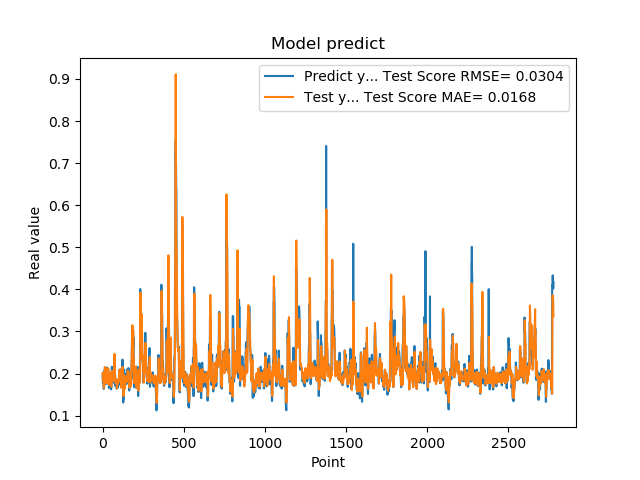 Model predict
Predict y... Test Score RMSE= 0.0304
Test y... Test Score MAE= 0.0168
Real value
0.9
0.8
0.7
0.6
0.5
0.4
0.3
0.2
0.1
0 500 1000 1500 2000 2500
Point